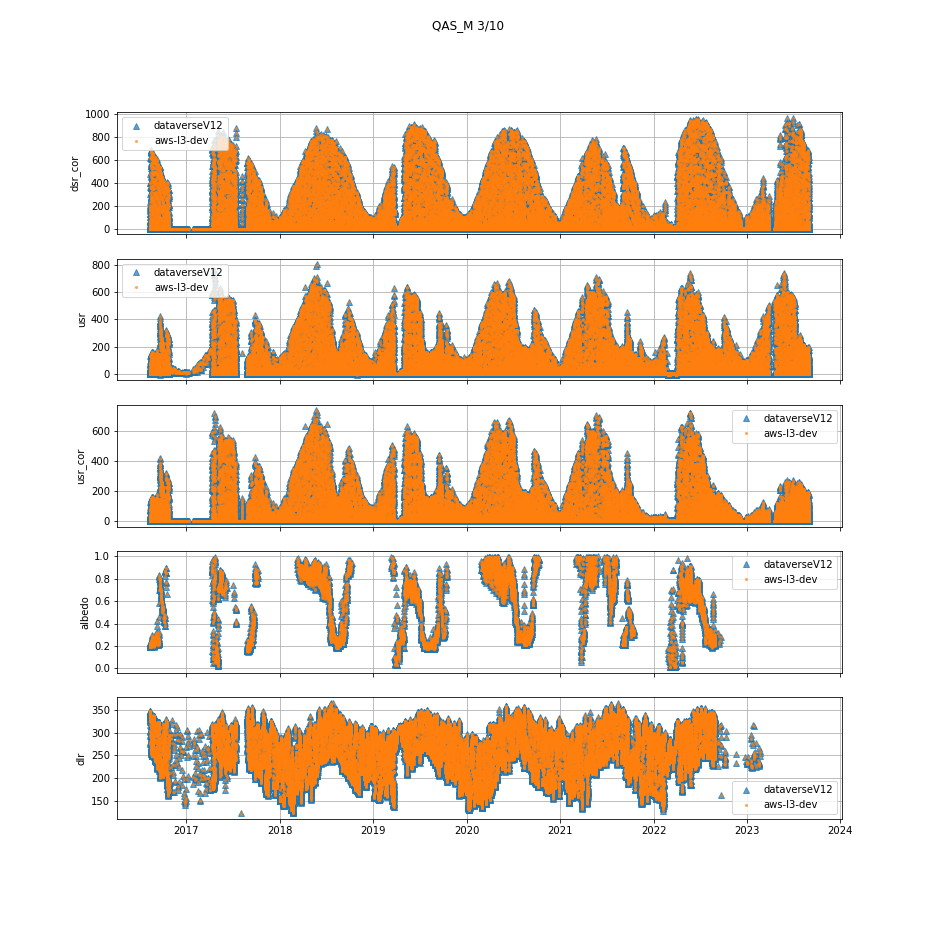 QAS_M 3/10
1000
800
600
400
200
0
dsr_cor
dataverseV12
aws-l3-dev
800
600
400
200
0
usr
dataverseV12
aws-l3-dev
600
400
200
0
usr_cor
dataverseV12
aws-l3-dev
1.0
0.8
0.6
0.4
0.2
0.0
albedo
dataverseV12
aws-l3-dev
350
300
250
200
150
dlr
dataverseV12
aws-l3-dev
2017 2018 2019 2020 2021 2022 2023 2024